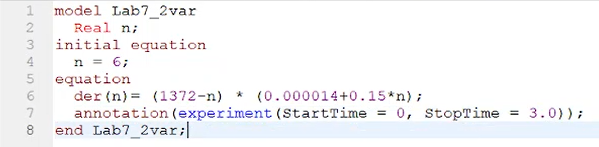 1 model Lab7_2var
2   Real n;
3 initial equation
4   n = 6;
5 equation
6   der(n)= (1372-n) * (0.000014+0.15*n);
7   annotation(experiment(StartTime = 0, StopTime = 3.0));
8 end Lab7_2var;